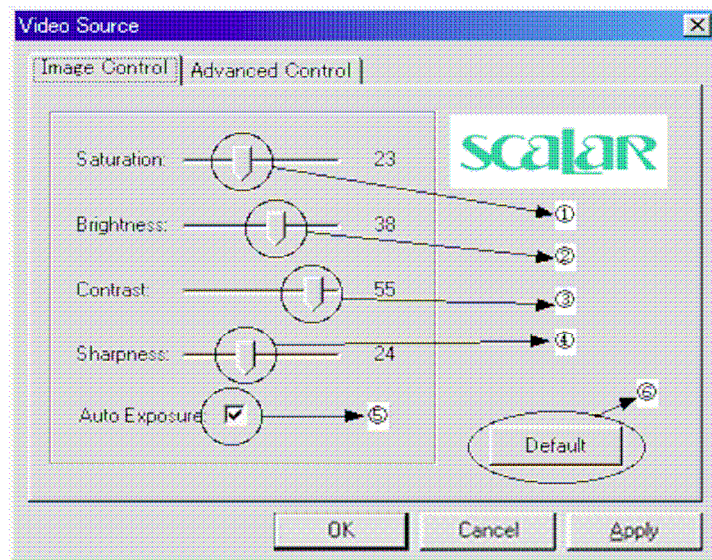 Video Source
Image Control Advanced Control
SCALAR
Saturation: 23
①
Brightness: 38
②
Contrast: 55
③
Sharpness: 24
④
Auto Exposure ⑤
⑥
Default
OK Cancel Apply